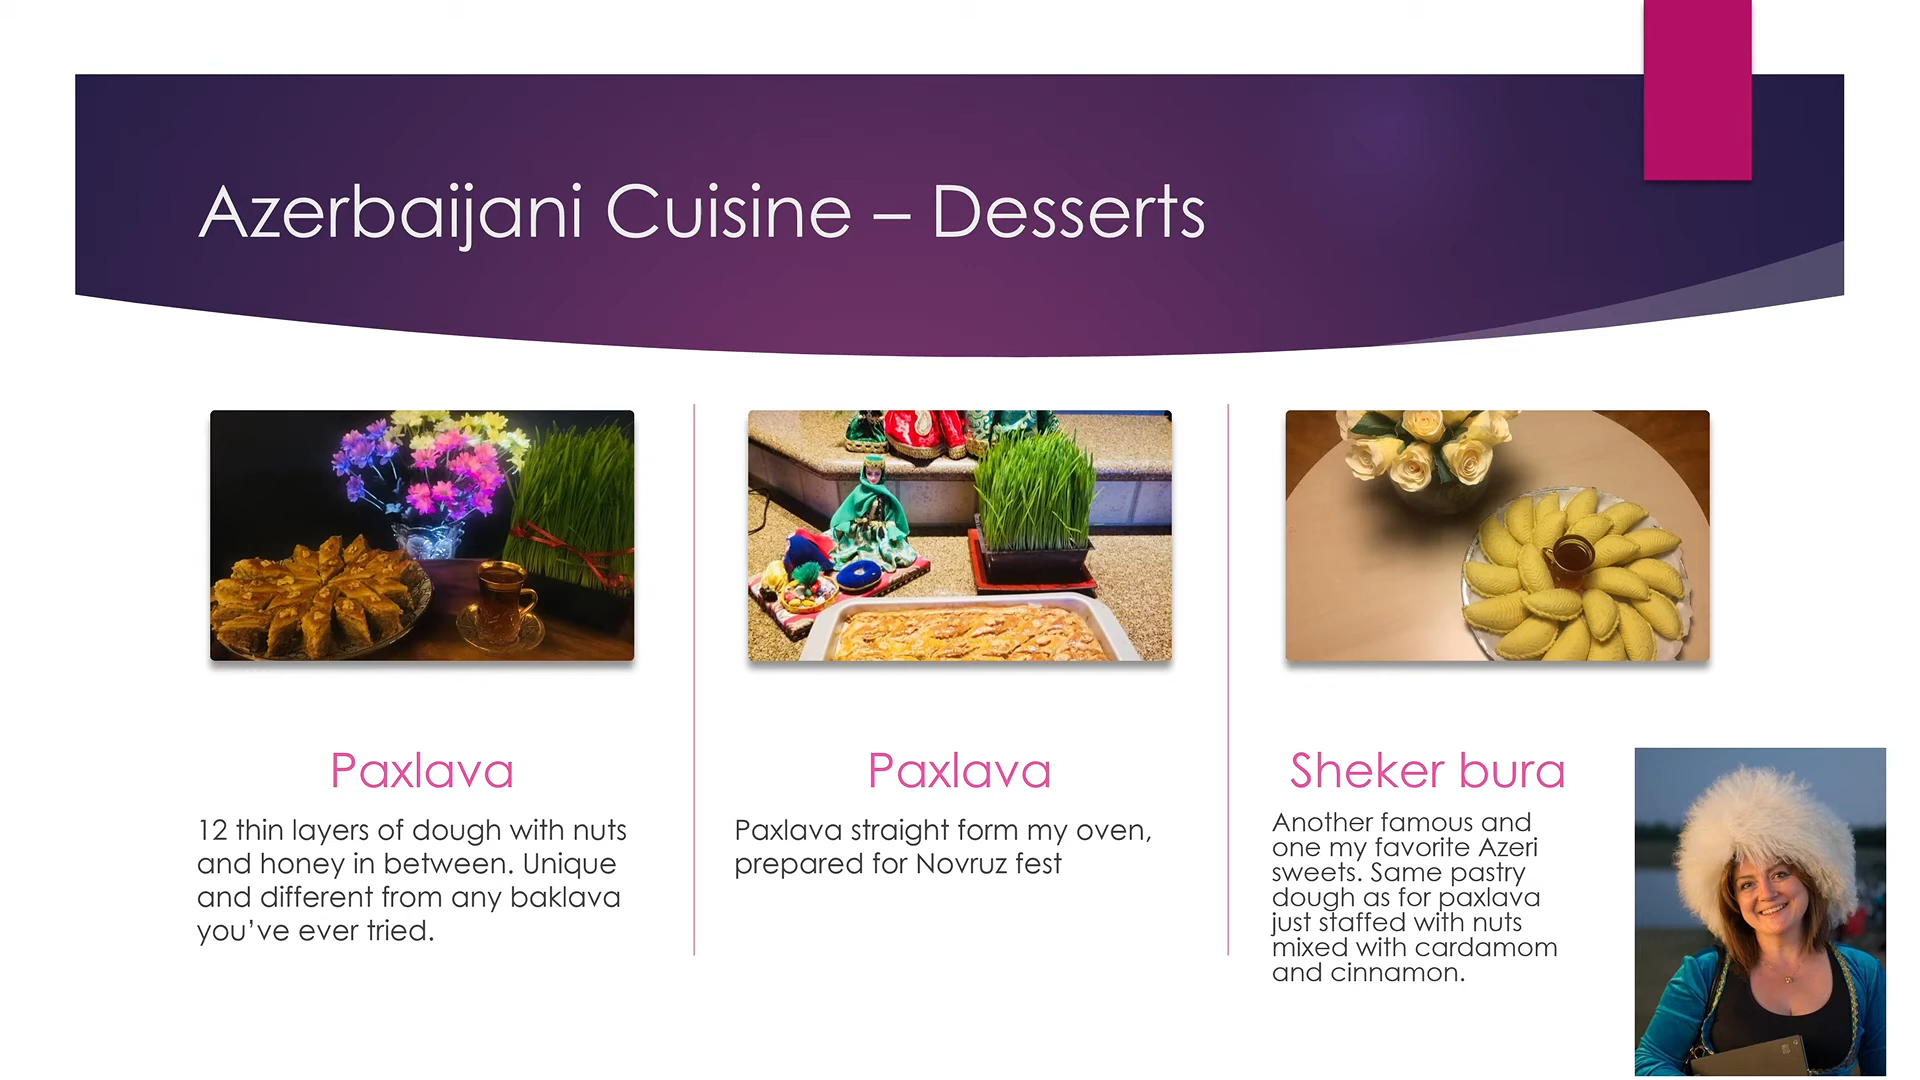 Azerbaijani Cuisine – Desserts
Paxlava
12 thin layers of dough with nuts
and honey in between. Unique
and different from any baklava
you’ve ever tried.
Paxlava
Paxlava straight form my oven,
prepared for Novruz fest
Sheker bura
Another famous and
one my favorite Azeri
sweets. Same pastry
dough as for paxlava
just staffed with nuts
mixed with cardamom
and cinnamon.